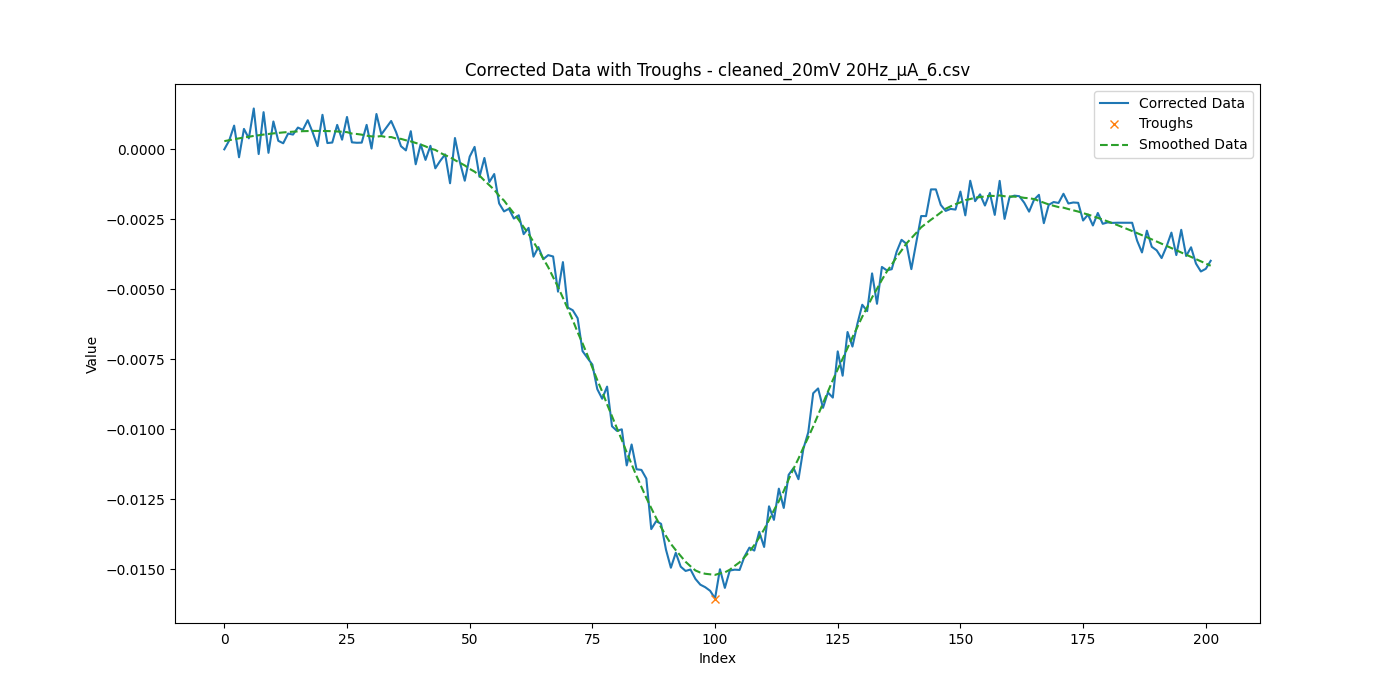 Corrected Data with Troughs - cleaned_20mV 20Hz_μA_6.csv
Corrected Data
Troughs
Smoothed Data
Value
0.0000
−0.0025
−0.0050
−0.0075
−0.0100
−0.0125
−0.0150
0 25 50 75 100 125 150 175 200
Index